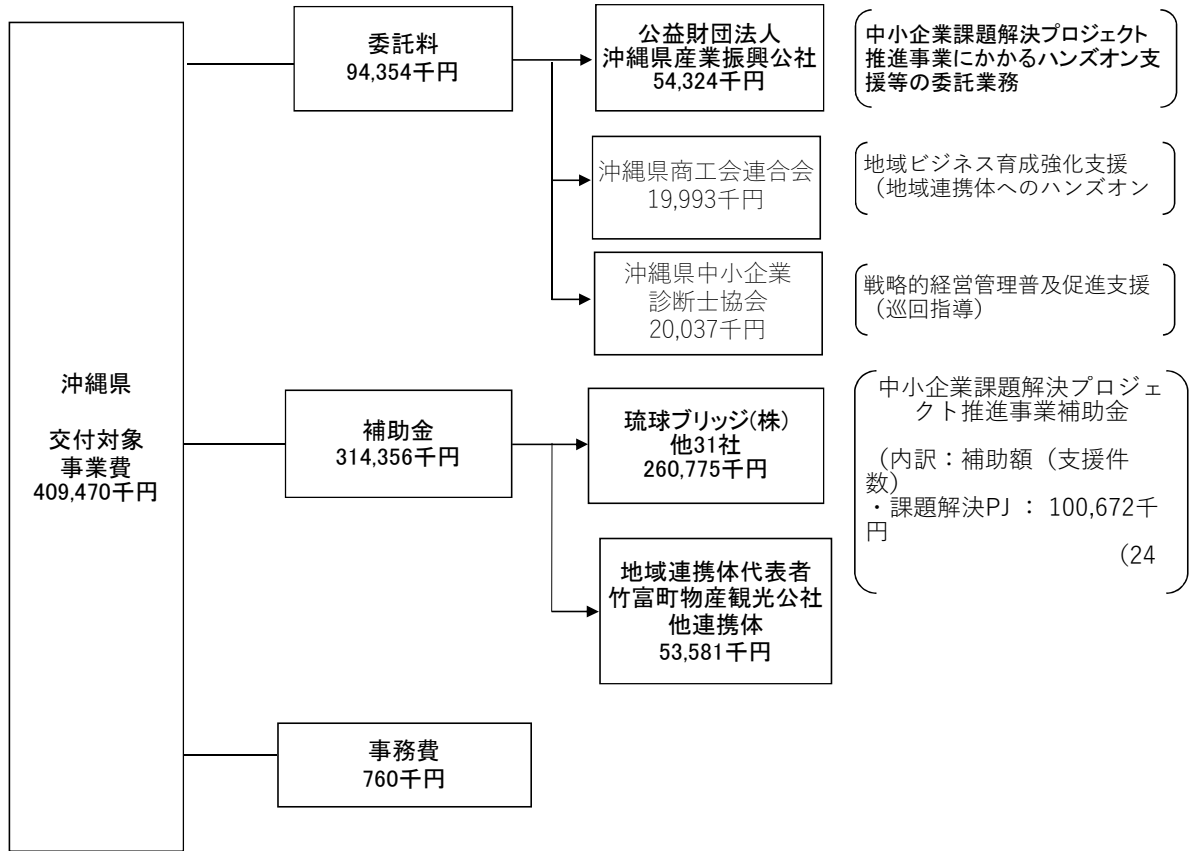 沖縄県
交付対象
事業費
409,470千円
委託料
94,354千円
公益財団法人
沖縄県産業振興公社
54,324千円
中小企業課題解決プロジェクト
推進事業にかかるハンズオン支
援等の委託業務
沖縄県商工会連合会
19,993千円
地域ビジネス育成強化支援
(地域連携体へのハンズオン
沖縄県中小企業
診断士協会
20,037千円
戦略的経営管理普及促進支援
(巡回指導)
補助金
314,356千円
琉球ブリッジ(株)
他31社
260,775千円
中小企業課題解決プロジェ
クト推進事業補助金
(内訳：補助額（支援件
数）
・課題解決PJ ： 100,672千
円
(24
地域連携体代表者
竹富町物産観光公社
他連携体
53,581千円
事務費
760千円